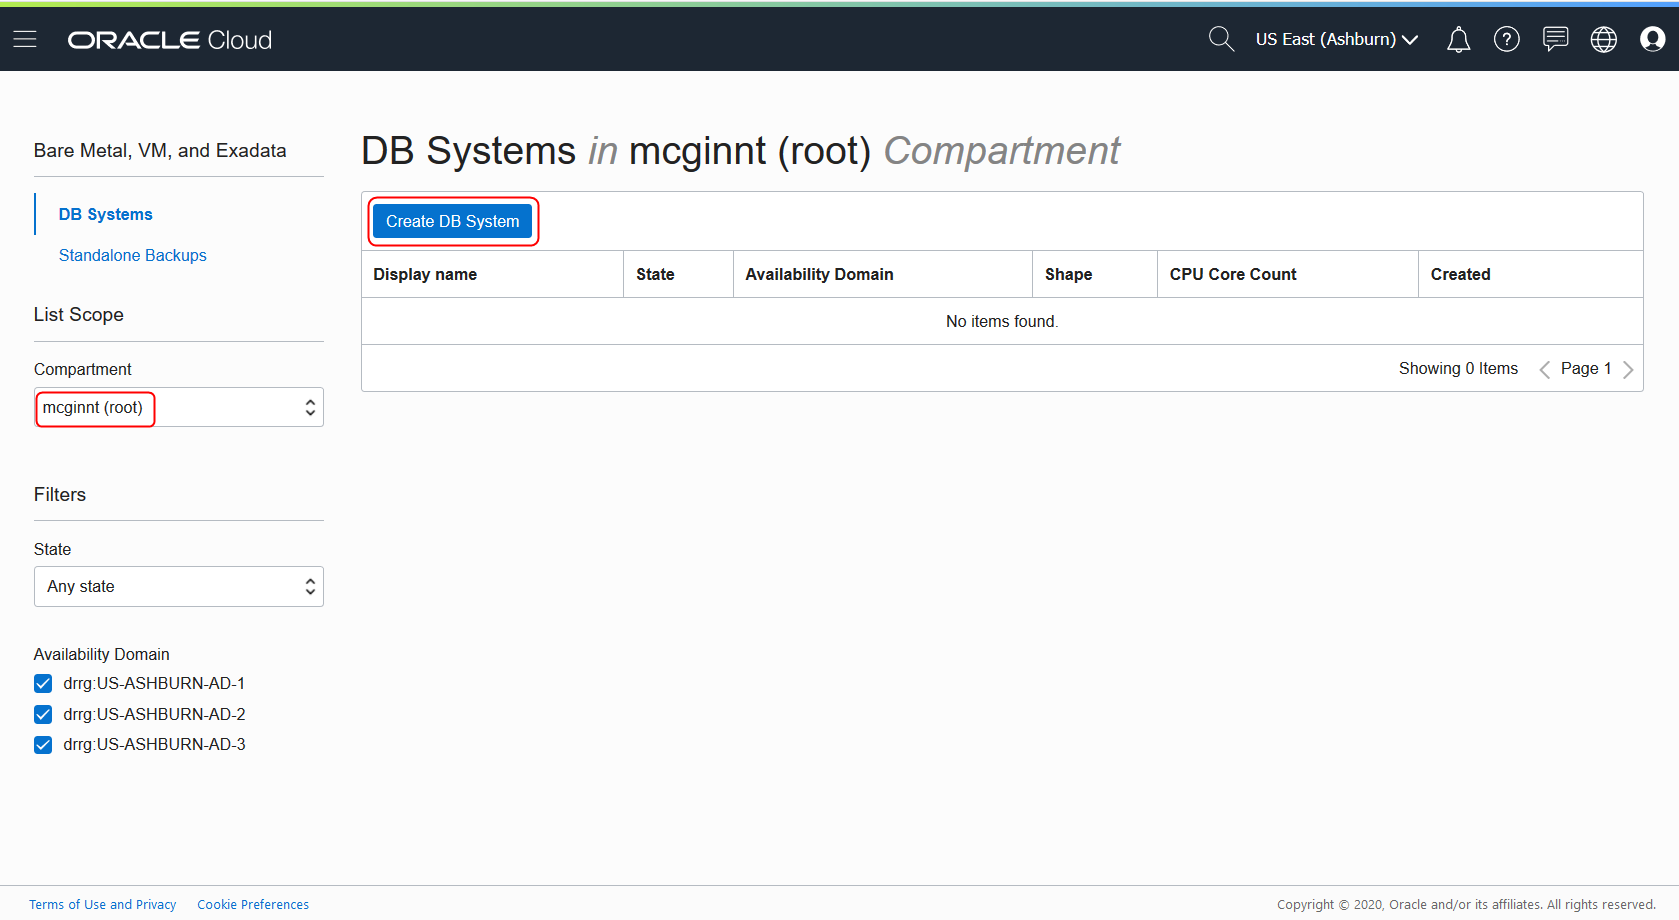 ORACLE Cloud
US East (Ashburn)
Bare Metal, VM, and Exadata
DB Systems
Standalone Backups
List Scope
Compartment
mcginnt (root)
Filters
State
Any state
Availability Domain
drrg:US-ASHBURN-AD-1
drrg:US-ASHBURN-AD-2
drrg:US-ASHBURN-AD-3
DB Systems in mcginnt (root) Compartment
Create DB System
Display name State Availability Domain Shape CPU Core Count Created
No items found.
Showing 0 Items Page 1
Terms of Use and Privacy Cookie Preferences
Copyright © 2020, Oracle and/or its affiliates. All rights reserved.